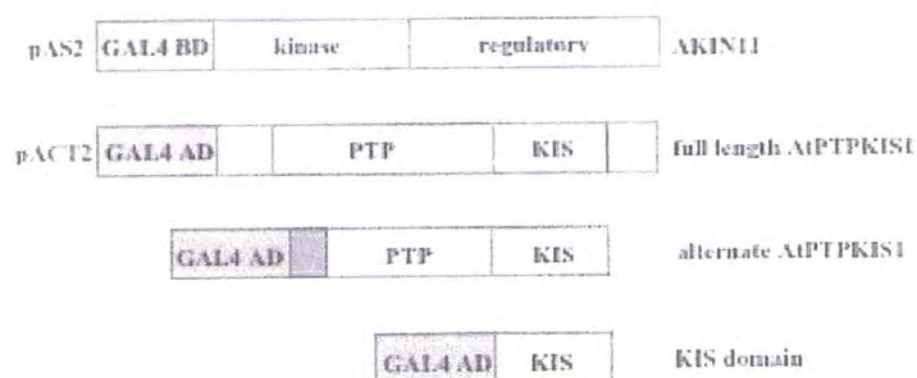 pAS2 GAL4 BD kinase regulatory AKIN11
pACT2 GAL4 AD PTP KIS full length AtPTPKIS1
GAL4 AD PTP KIS alternate AtPTPKIS1
GAL4 AD KIS KIS domain